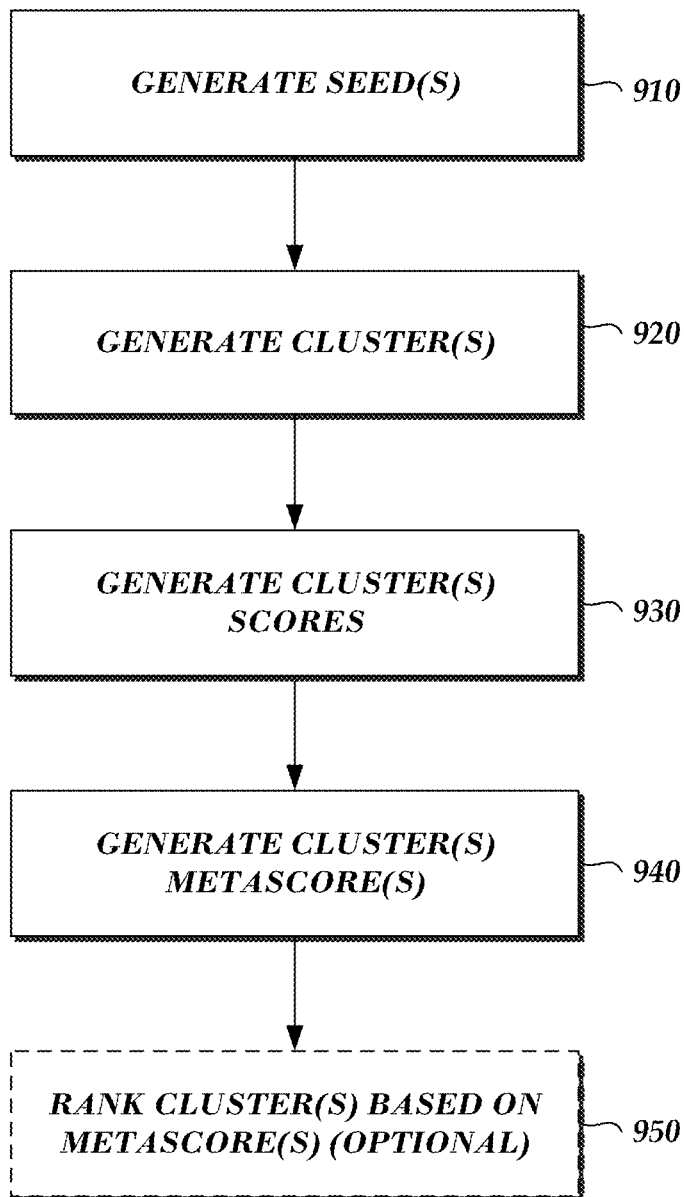 GENERATE SEED(S)
910
GENERATE CLUSTER(S)
920
GENERATE CLUSTER(S)
SCORES
930
GENERATE CLUSTER(S)
METASCORE(S)
940
RANK CLUSTER(S) BASED ON
METASCORE(S) (OPTIONAL)
950